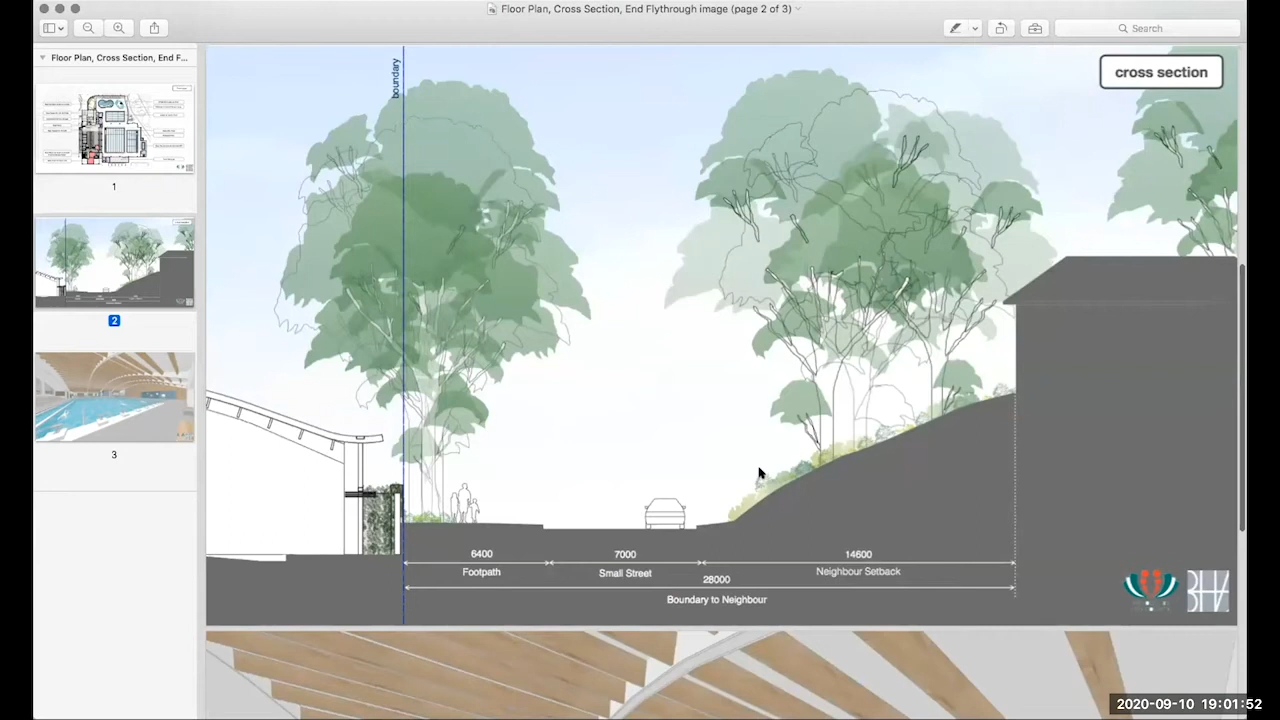 Floor Plan, Cross Section, End Flythrough image (page 2 of 3)
Search
Floor Plan, Cross Section, End F...
1
2
3
boundary
cross section
6400
7000
14600
Footpath
Small Street
Neighbour Setback
28000
Boundary to Neighbour
BHA
2020-09-10 19:01:52